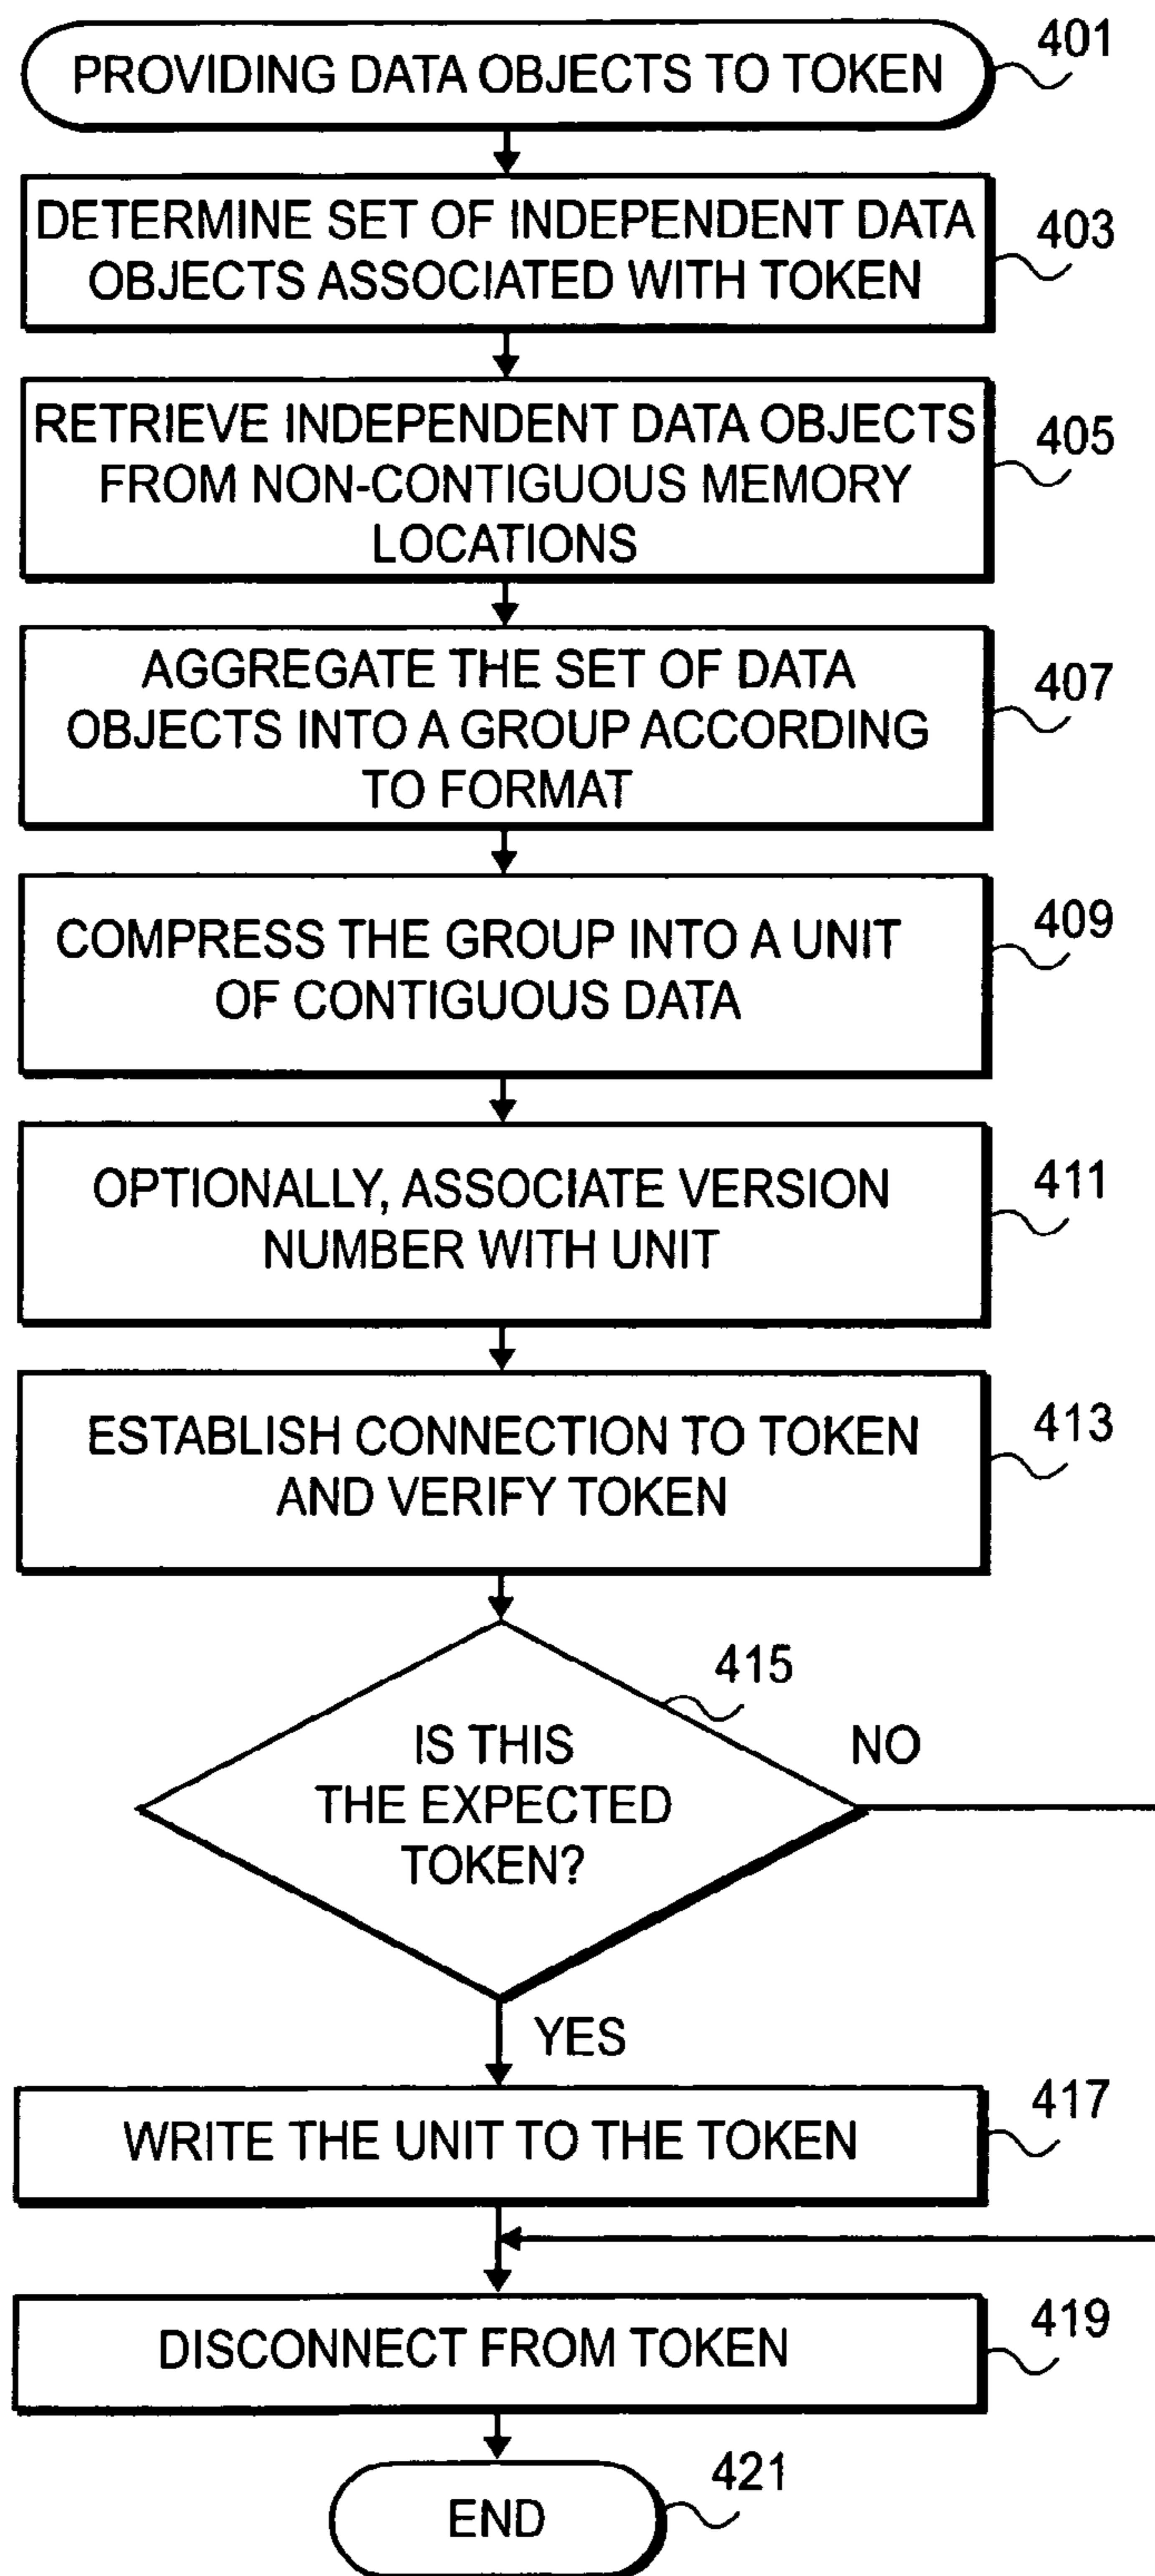 PROVIDING DATA OBJECTS TO TOKEN
401
DETERMINE SET OF INDEPENDENT DATA
OBJECTS ASSOCIATED WITH TOKEN
403
RETRIEVE INDEPENDENT DATA OBJECTS
FROM NON-CONTIGUOUS MEMORY
LOCATIONS
405
AGGREGATE THE SET OF DATA
OBJECTS INTO A GROUP ACCORDING
TO FORMAT
407
COMPRESS THE GROUP INTO A UNIT
OF CONTIGUOUS DATA
409
OPTIONALLY, ASSOCIATE VERSION
NUMBER WITH UNIT
411
ESTABLISH CONNECTION TO TOKEN
AND VERIFY TOKEN
413
415
IS THIS
THE EXPECTED
TOKEN?
NO
YES
WRITE THE UNIT TO THE TOKEN
417
DISCONNECT FROM TOKEN
419
END
421